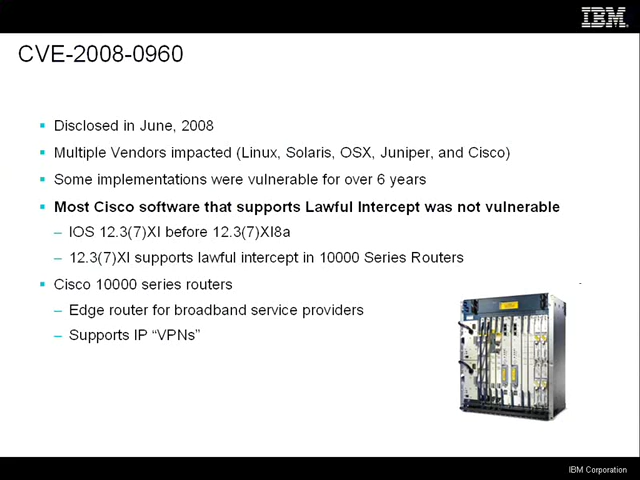 IBM
CVE-2008-0960
Disclosed in June, 2008
Multiple Vendors impacted (Linux, Solaris, OSX, Juniper, and Cisco)
Some implementations were vulnerable for over 6 years
Most Cisco software that supports Lawful Intercept was not vulnerable
– IOS 12.3(7)XI before 12.3(7)XI8a
– 12.3(7)XI supports lawful intercept in 10000 Series Routers
Cisco 10000 series routers
– Edge router for broadband service providers
– Supports IP “VPNs”
IBM Corporation